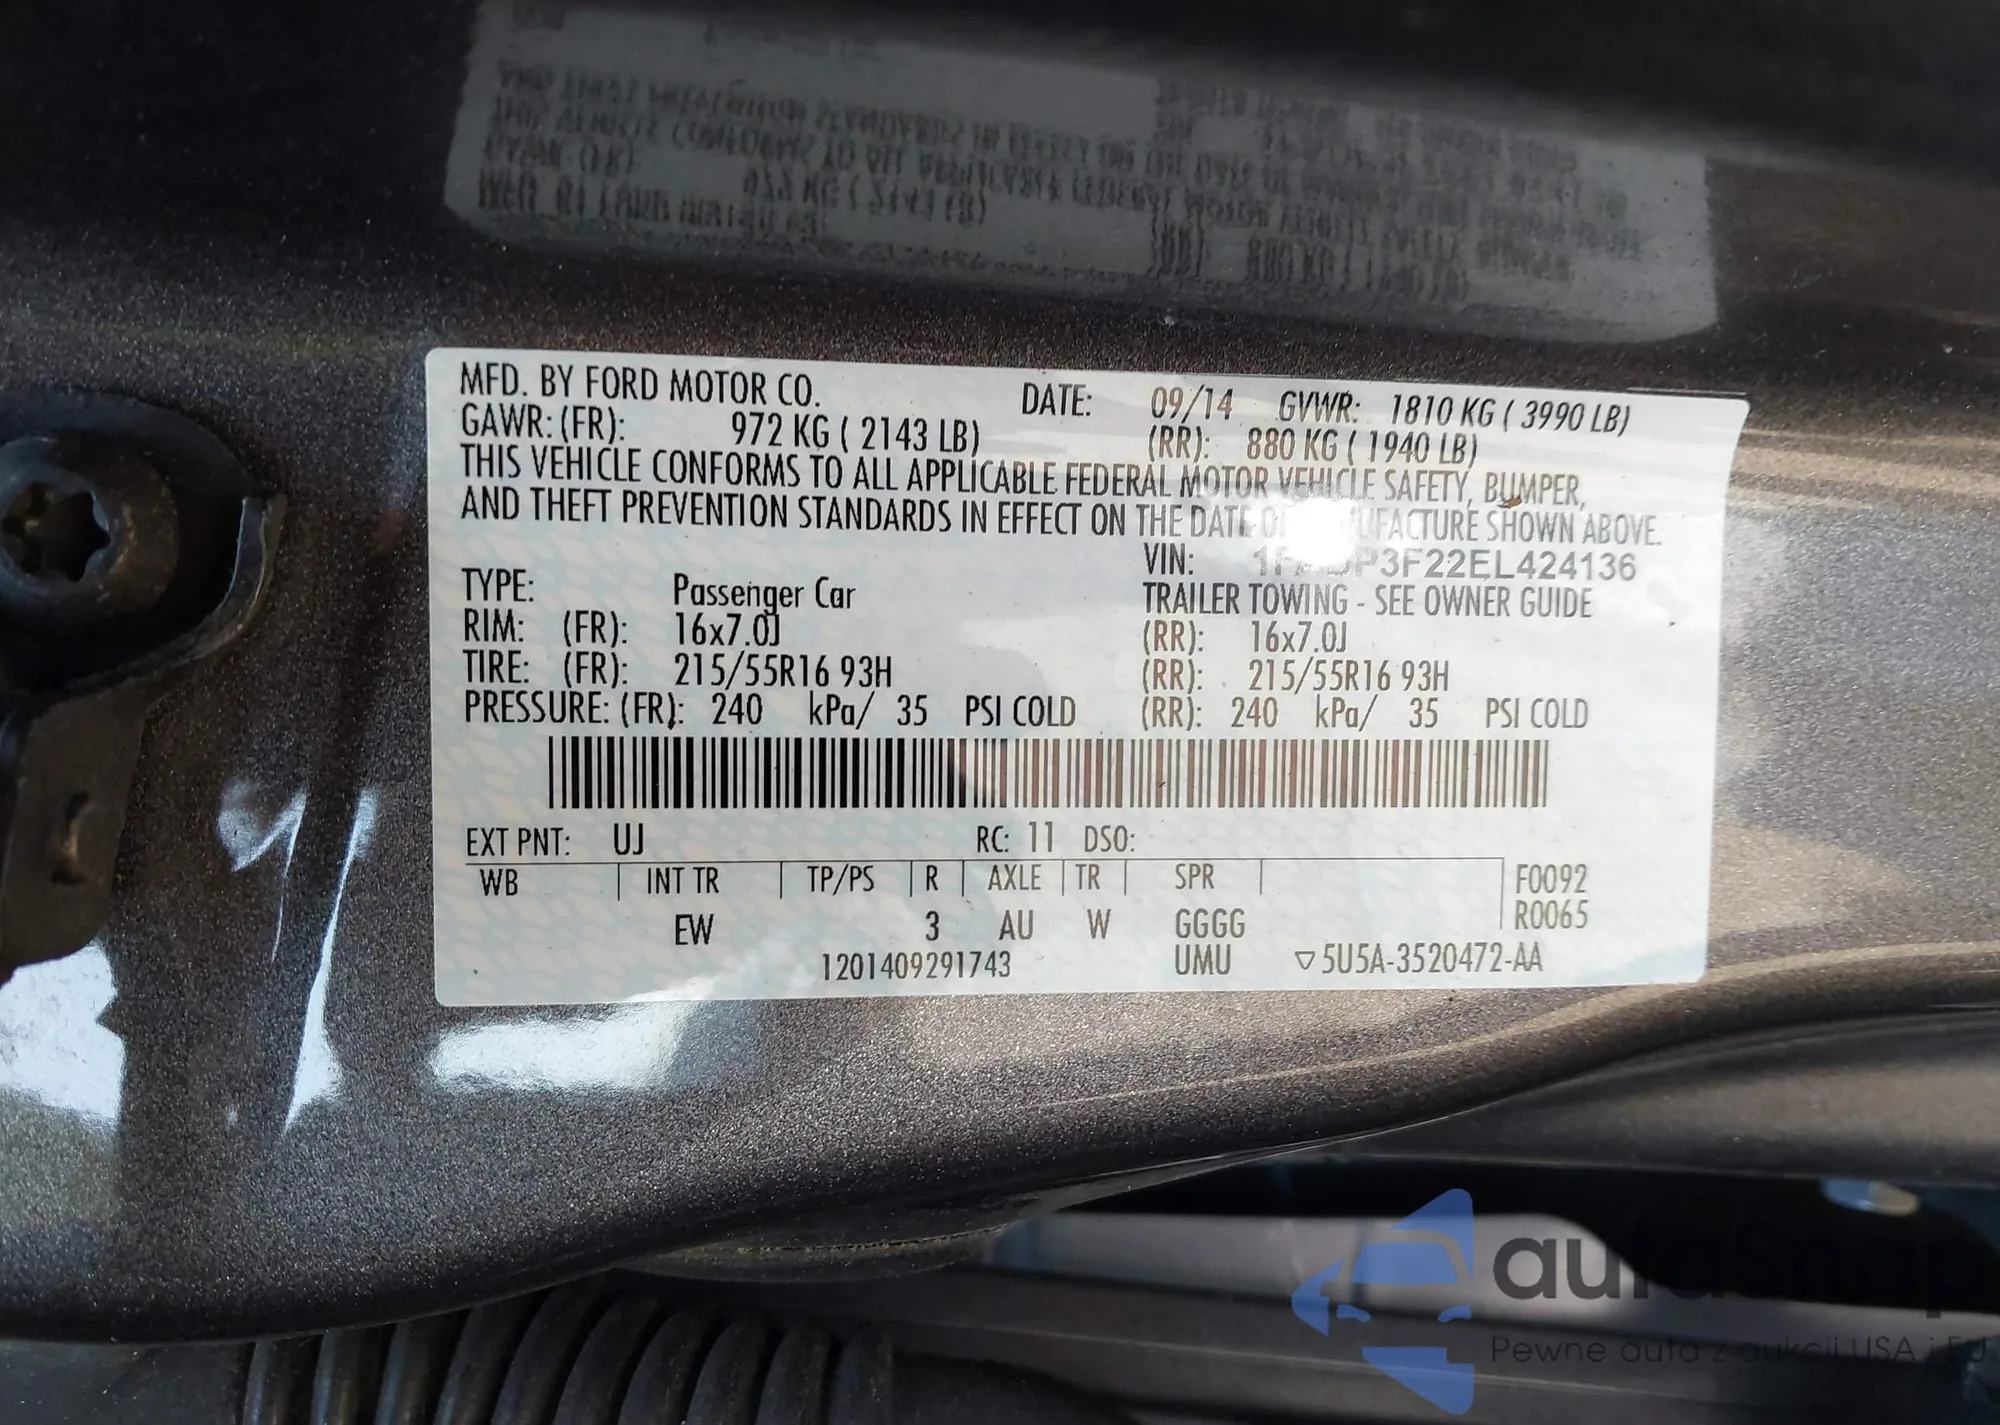 MFD. BY FORD MOTOR CO. DATE: 09/14 GVWR: 1810 KG ( 3990 LB)
GAWR: (FR): 972 KG ( 2143 LB) (RR): 880 KG ( 1940 LB)
THIS VEHICLE CONFORMS TO ALL APPLICABLE FEDERAL MOTOR VEHICLE SAFETY, BUMPER,
AND THEFT PREVENTION STANDARDS IN EFFECT ON THE DATE OF MANUFACTURE SHOWN ABOVE.
VIN:
TYPE: Passenger Car TRAILER TOWING - SEE OWNER GUIDE
RIM: (FR): 16x7.0J (RR): 16x7.0J
TIRE: (FR): 215/55R16 93H (RR): 215/55R16 93H
PRESSURE: (FR): 240 kPa/ 35 PSI COLD (RR): 240 kPa/ 35 PSI COLD
EXT PNT: UJ RC: 11 DSO:
WB INT TR TP/PS R AXLE TR SPR F0092
R0065
EW 3 AU W GGGG
1201409291743 UMU ▽5U5A-3520472-AA
Pewne auta z aukcji USA i EU